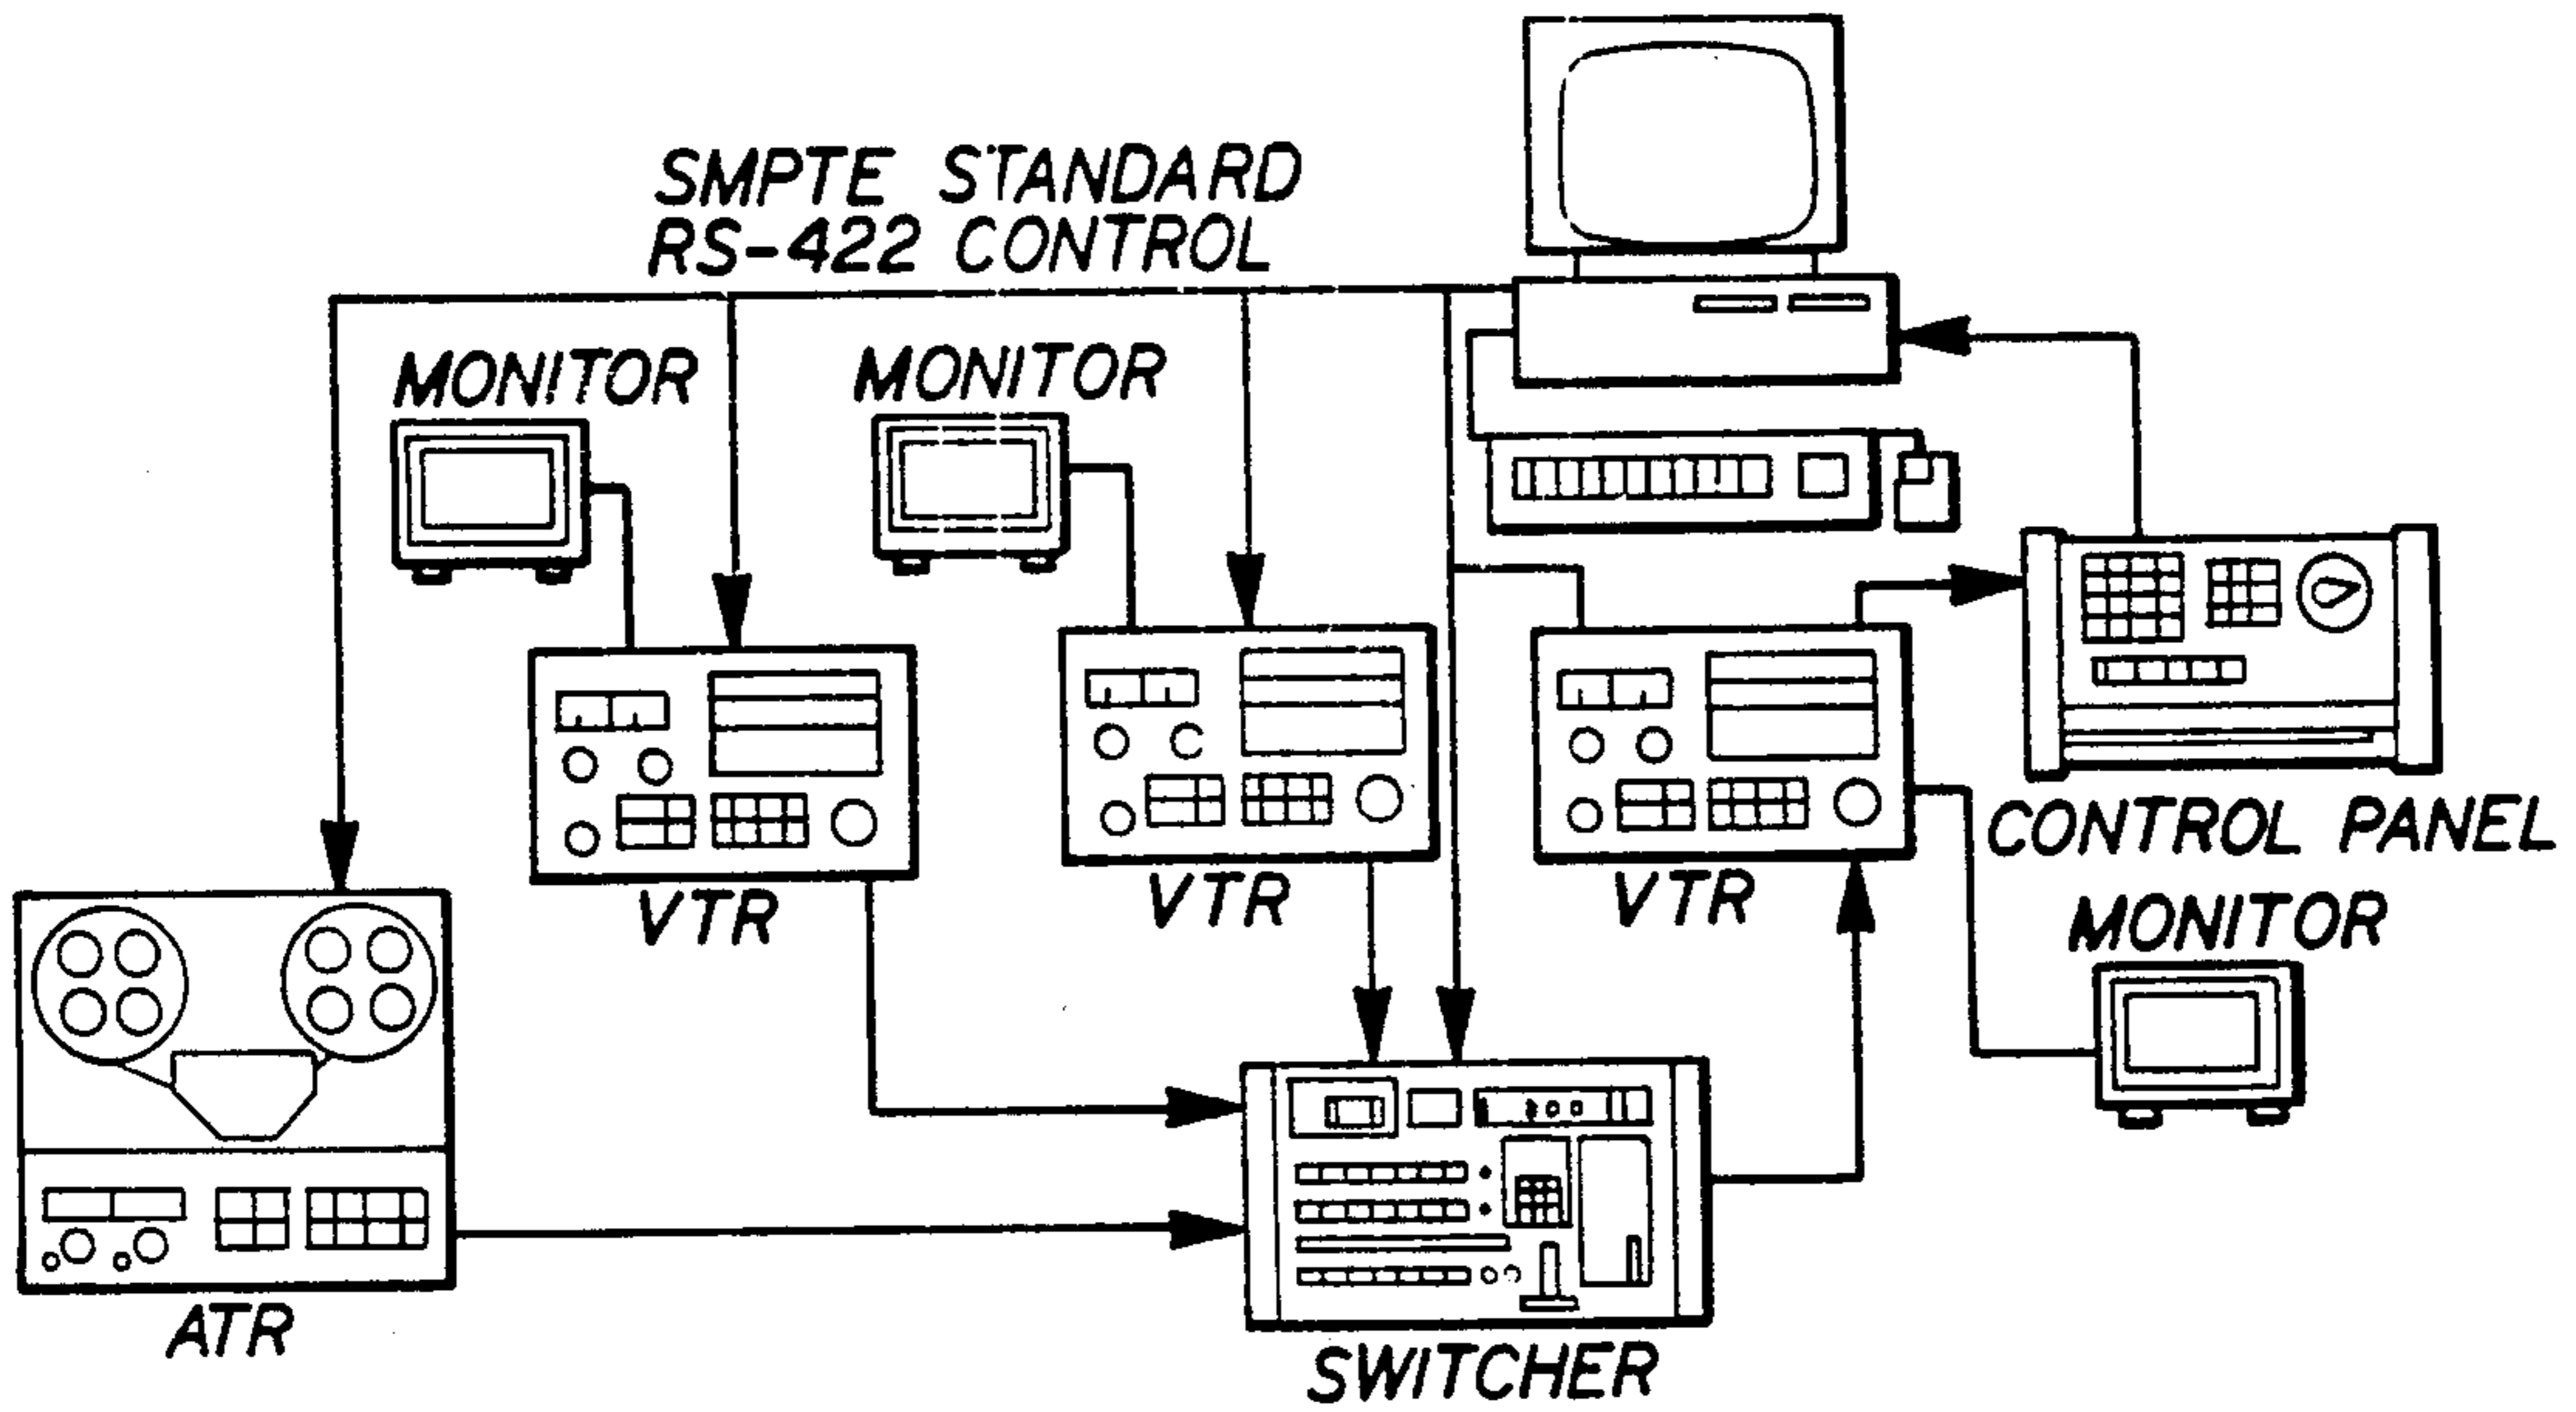 SMPTE STANDARD
RS-422 CONTROL
MONITOR
MONITOR
CONTROL PANEL
VTR
VTR
VTR
MONITOR
ATR
SWITCHER